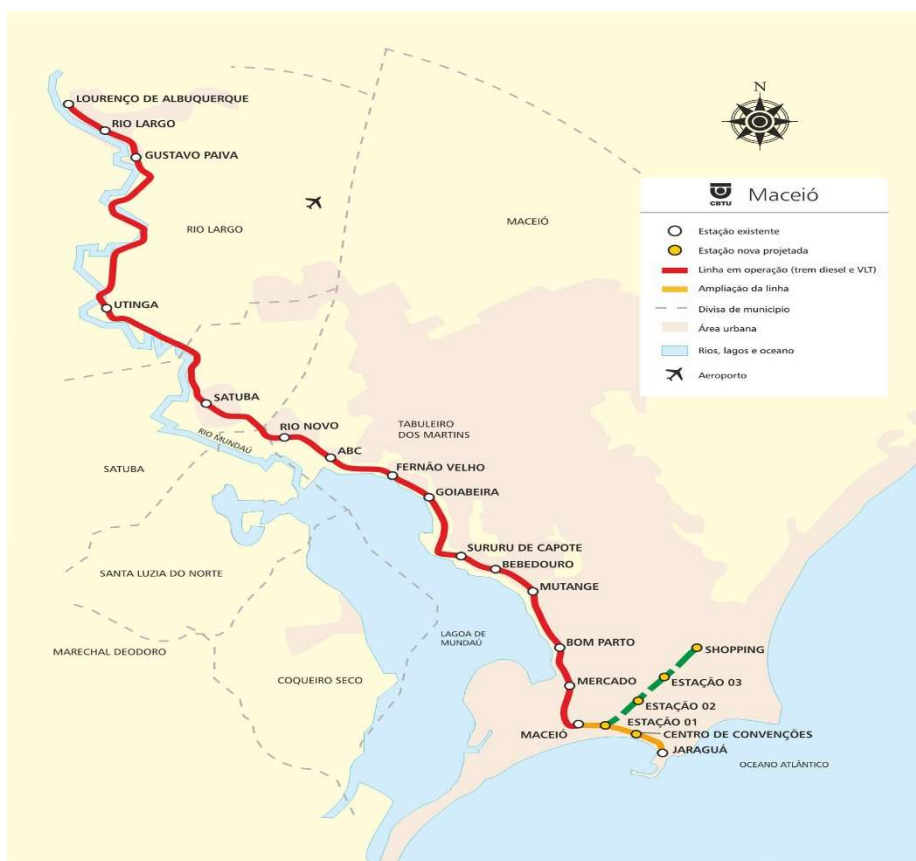 LOURENÇO DE ALBUQUERQUE
RIO LARGO
GUSTAVO PAIVA
RIO LARGO
MACEIÓ
N
CBTU
Maceió
Estação existente
Estação nova projetada
Linha em operação (trem diesel e VLT)
Ampliação da linha
Divisa de município
Área urbana
Rios, lagos e oceano
Aeroporto
UTINGA
SATUBA
RIO NOVO
TABULEIRO
DOS MARTINS
RIO MUNDAÚ
ABC
SATUBA
FERNÃO VELHO
GOIABEIRA
SURURU DE CAPOTE
BEBEDOURO
SANTA LUZIA DO NORTE
MUTANGE
LAGOA DE
MUNDAÚ
BOM PARTO
SHOPPING
MARECHAL DEODORO
COQUEIRO SECO
MERCADO
ESTAÇÃO 03
ESTAÇÃO 02
ESTAÇÃO 01
MACEIÓ
CENTRO DE CONVENÇÕES
JARAGUÁ
OCEANO ATLÂNTICO